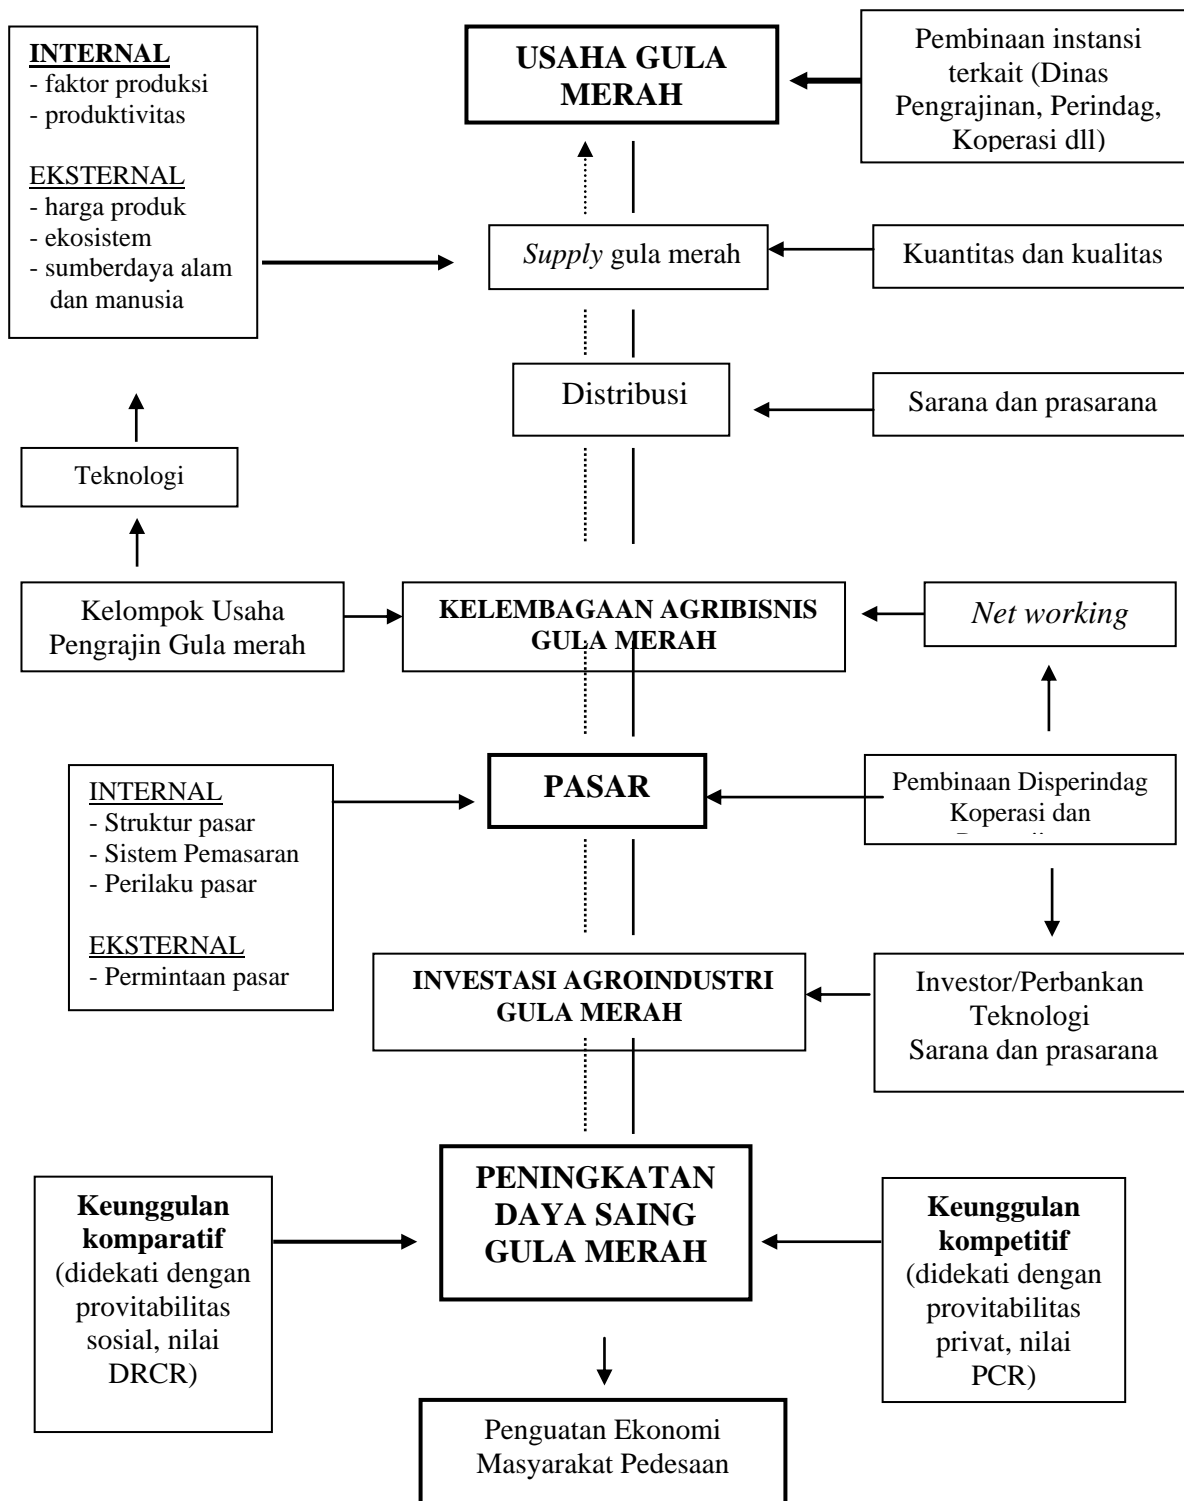 INTERNAL
- faktor produksi
- produktivitas
EKSTERNAL
- harga produk
- ekosistem
- sumberdaya alam
dan manusia
USAHA GULA
MERAH
Pembinaan instansi
terkait (Dinas
Pengrajinan, Perindag,
Koperasi dll)
Supply gula merah
Kuantitas dan kualitas
Distribusi
Sarana dan prasarana
Teknologi
Kelompok Usaha
Pengrajin Gula merah
KELEMBAGAAN AGRIBISNIS
GULA MERAH
Net working
INTERNAL
- Struktur pasar
- Sistem Pemasaran
- Perilaku pasar
EKSTERNAL
- Permintaan pasar
PASAR
Pembinaan Disperindag
Koperasi dan
INVESTASI AGROINDUSTRI
GULA MERAH
Investor/Perbankan
Teknologi
Sarana dan prasarana
Keunggulan
komparatif
(didekati dengan
provitabilitas
sosial, nilai
DRCR)
PENINGKATAN
DAYA SAING
GULA MERAH
Keunggulan
kompetitif
(didekati dengan
provitabilitas
privat, nilai
PCR)
Penguatan Ekonomi
Masyarakat Pedesaan